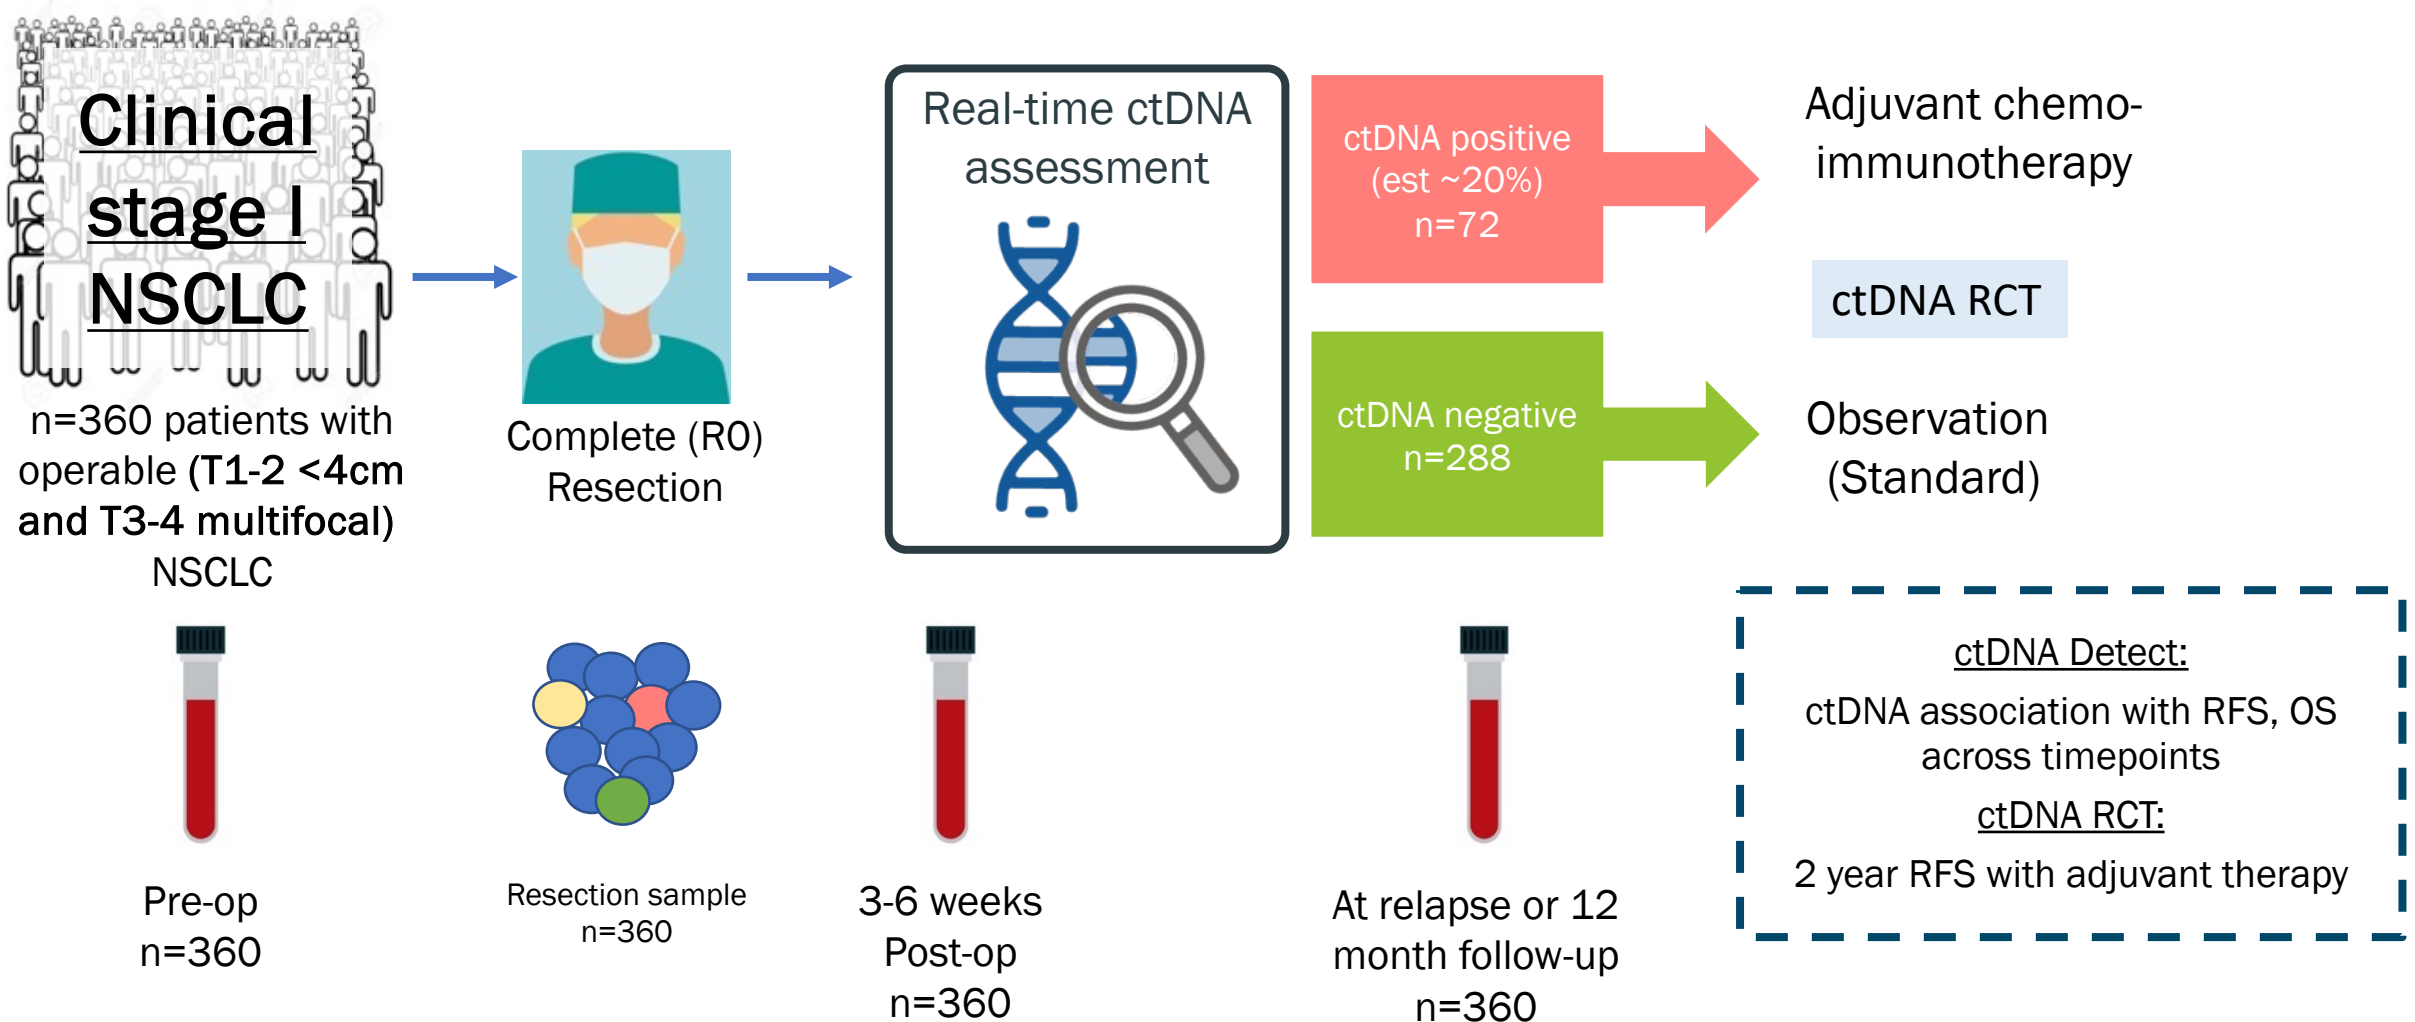 Clinical
stage I
NSCLC
n=360 patients with
operable (T1-2 <4cm
and T3-4 multifocal)
NSCLC
Complete (R0)
Resection
Real-time ctDNA
assessment
ctDNA positive
(est ~20%)
n=72
ctDNA negative
n=288
Adjuvant chemo-
immunotherapy
ctDNA RCT
Observation
(Standard)
Pre-op
n=360
Resection sample
n=360
3-6 weeks
Post-op
n=360
At relapse or 12
month follow-up
n=360
ctDNA Detect:
ctDNA association with RFS, OS
across timepoints
ctDNA RCT:
2 year RFS with adjuvant therapy